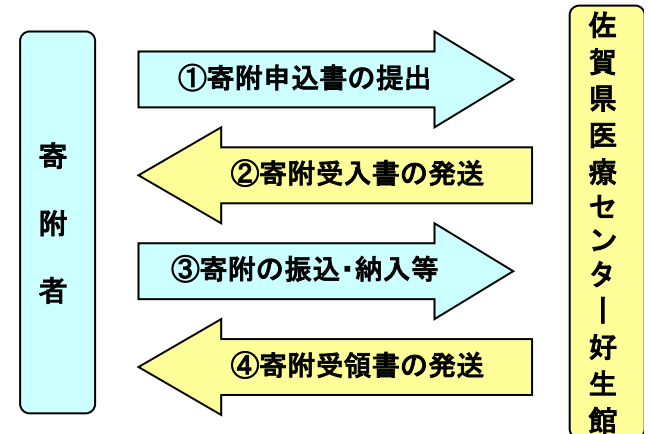 寄附者
①寄附申込書の提出
②寄附受入書の発送
③寄附の振込・納入等
④寄附受領書の発送
佐賀県医療センター好生館